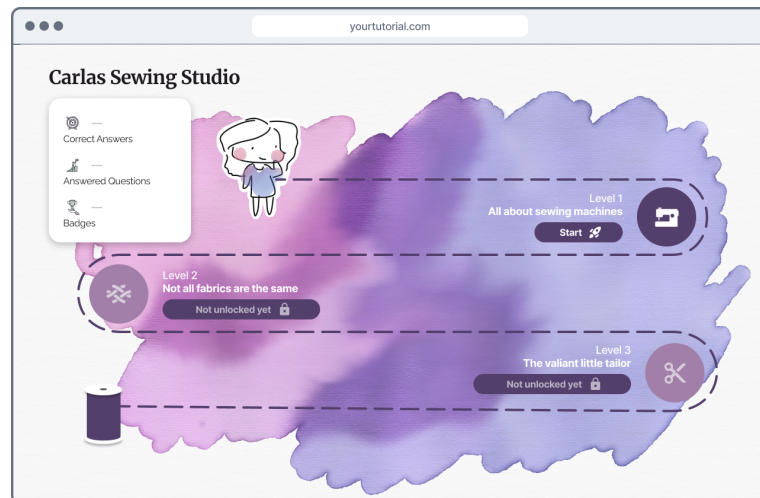 yourtutorial.com
Carlas Sewing Studio
Correct Answers
Answered Questions
Badges
Level 1
All about sewing machines
Start
Level 2
Not all fabrics are the same
Not unlocked yet
Level 3
The valiant little tailor
Not unlocked yet